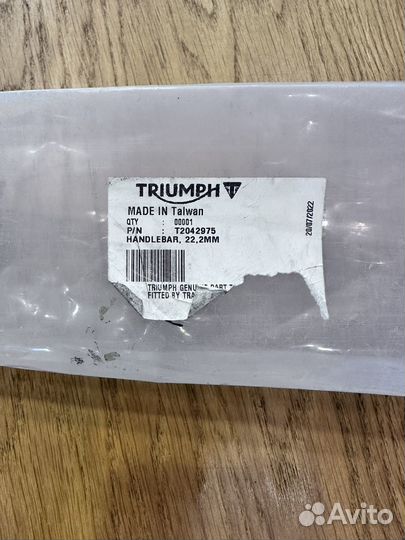 TRIUMPH
MADE IN Taiwan
QTY : 00001
P/N : T2042975
HANDLEBAR, 22,2MM
20/07/2022
TRIUMPH GENU PART
FITTED BY TRA
Avito